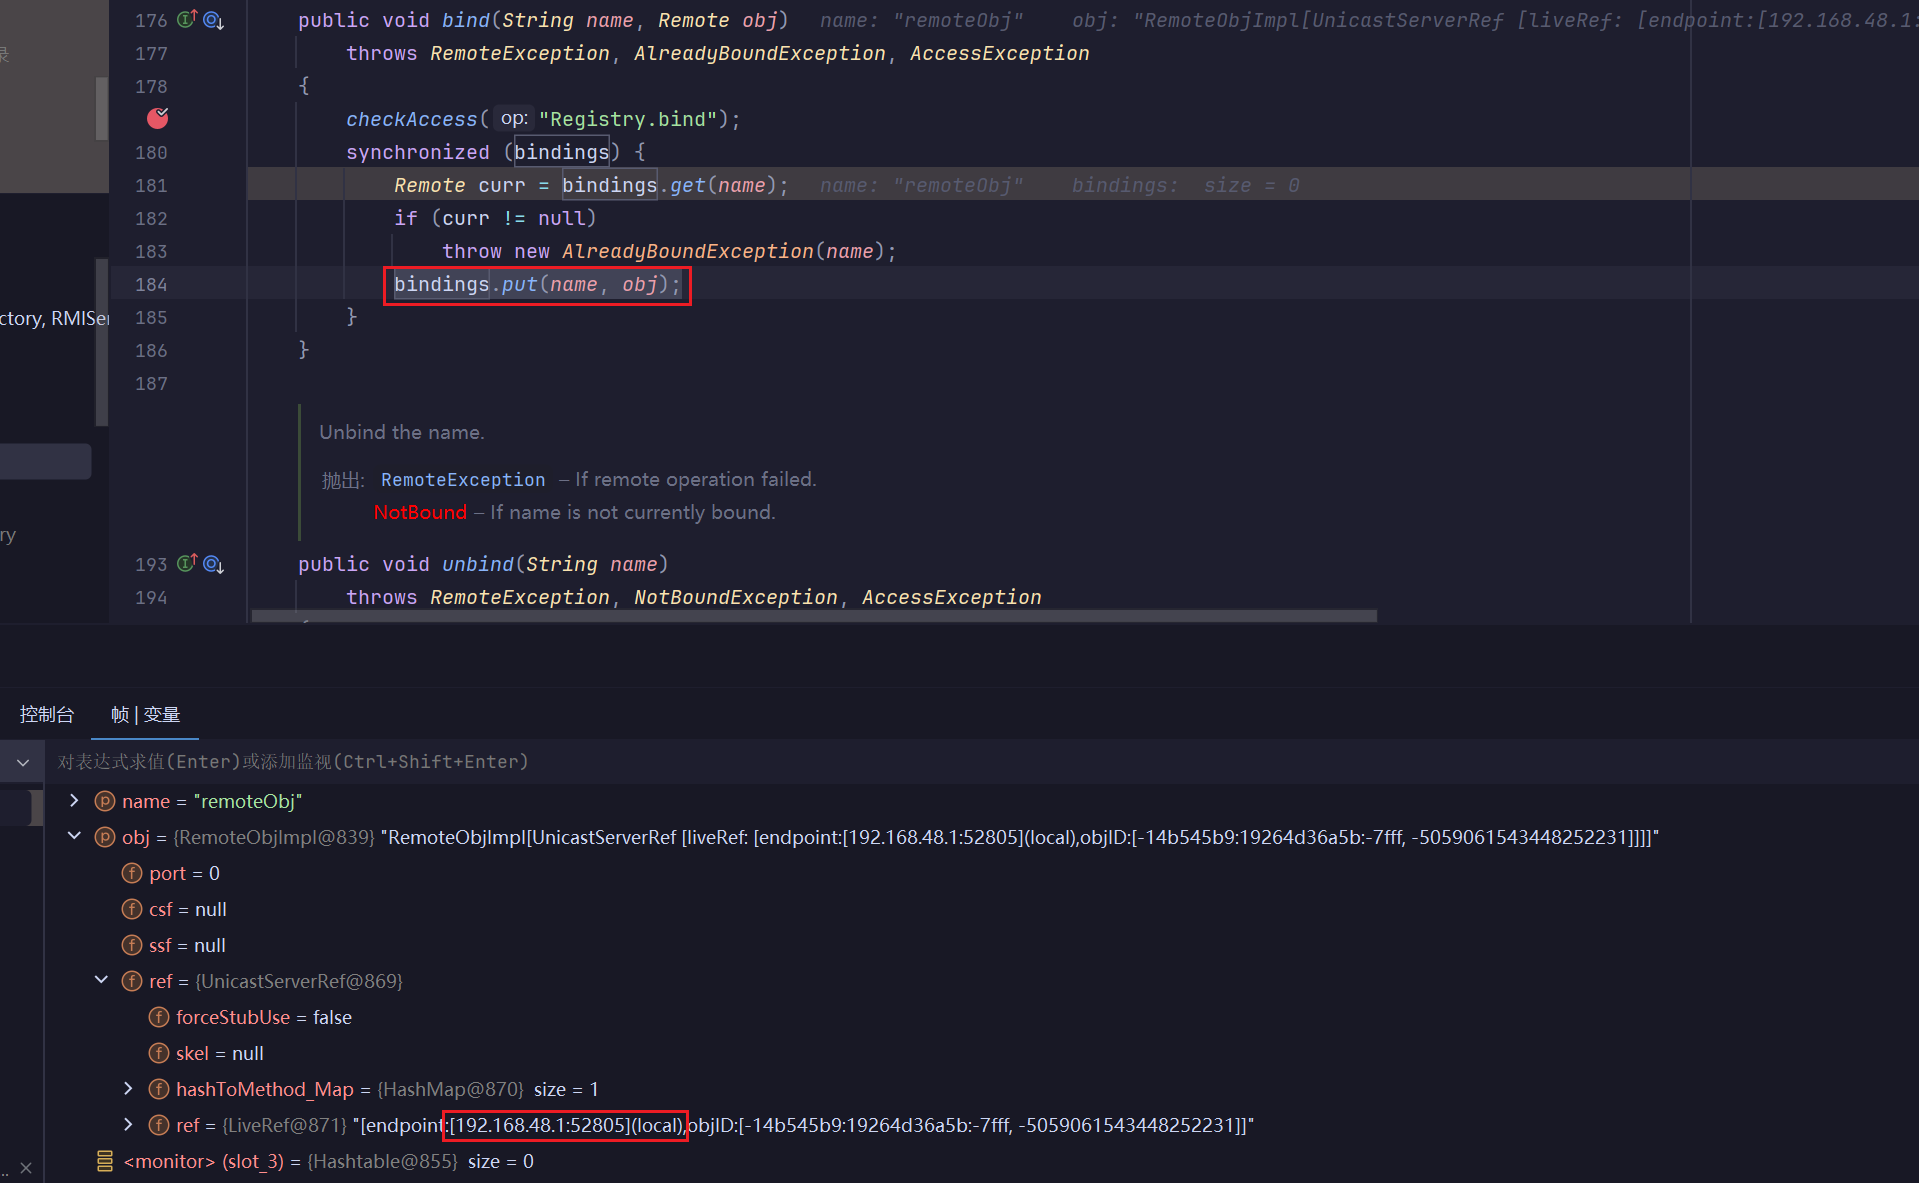 176 public void bind(String name, Remote obj) name: "remoteObj" obj: "RemoteObjImpl[UnicastServerRef [liveRef: [endpoint:[192.168.48.1:
177 throws RemoteException, AlreadyBoundException, AccessException
录
178 {
checkAccess( op: "Registry.bind");
180 synchronized (bindings) {
181 Remote curr = bindings.get(name); name: "remoteObj" bindings: size = 0
182 if (curr != null)
183 throw new AlreadyBoundException(name);
184 bindings.put(name, obj);
ctory, RMISer
185 }
186 }
187
Unbind the name.
抛出: RemoteException – If remote operation failed.
NotBound – If name is not currently bound.
ry
193 public void unbind(String name)
194 throws RemoteException, NotBoundException, AccessException
控制台 帧 | 变量
对表达式求值(Enter)或添加监视(Ctrl+Shift+Enter)
name = "remoteObj"
obj = {RemoteObjImpl@839} "RemoteObjImpl[UnicastServerRef [liveRef: [endpoint:[192.168.48.1:52805](local),objID:[-14b545b9:19264d36a5b:-7fff, -5059061543448252231]]]]"
port = 0
csf = null
ssf = null
ref = {UnicastServerRef@869}
forceStubUse = false
skel = null
hashToMethod_Map = {HashMap@870} size = 1
ref = {LiveRef@871} "[endpoint:[192.168.48.1:52805](local),objID:[-14b545b9:19264d36a5b:-7fff, -5059061543448252231]]"
<monitor> (slot_3) = {Hashtable@855} size = 0